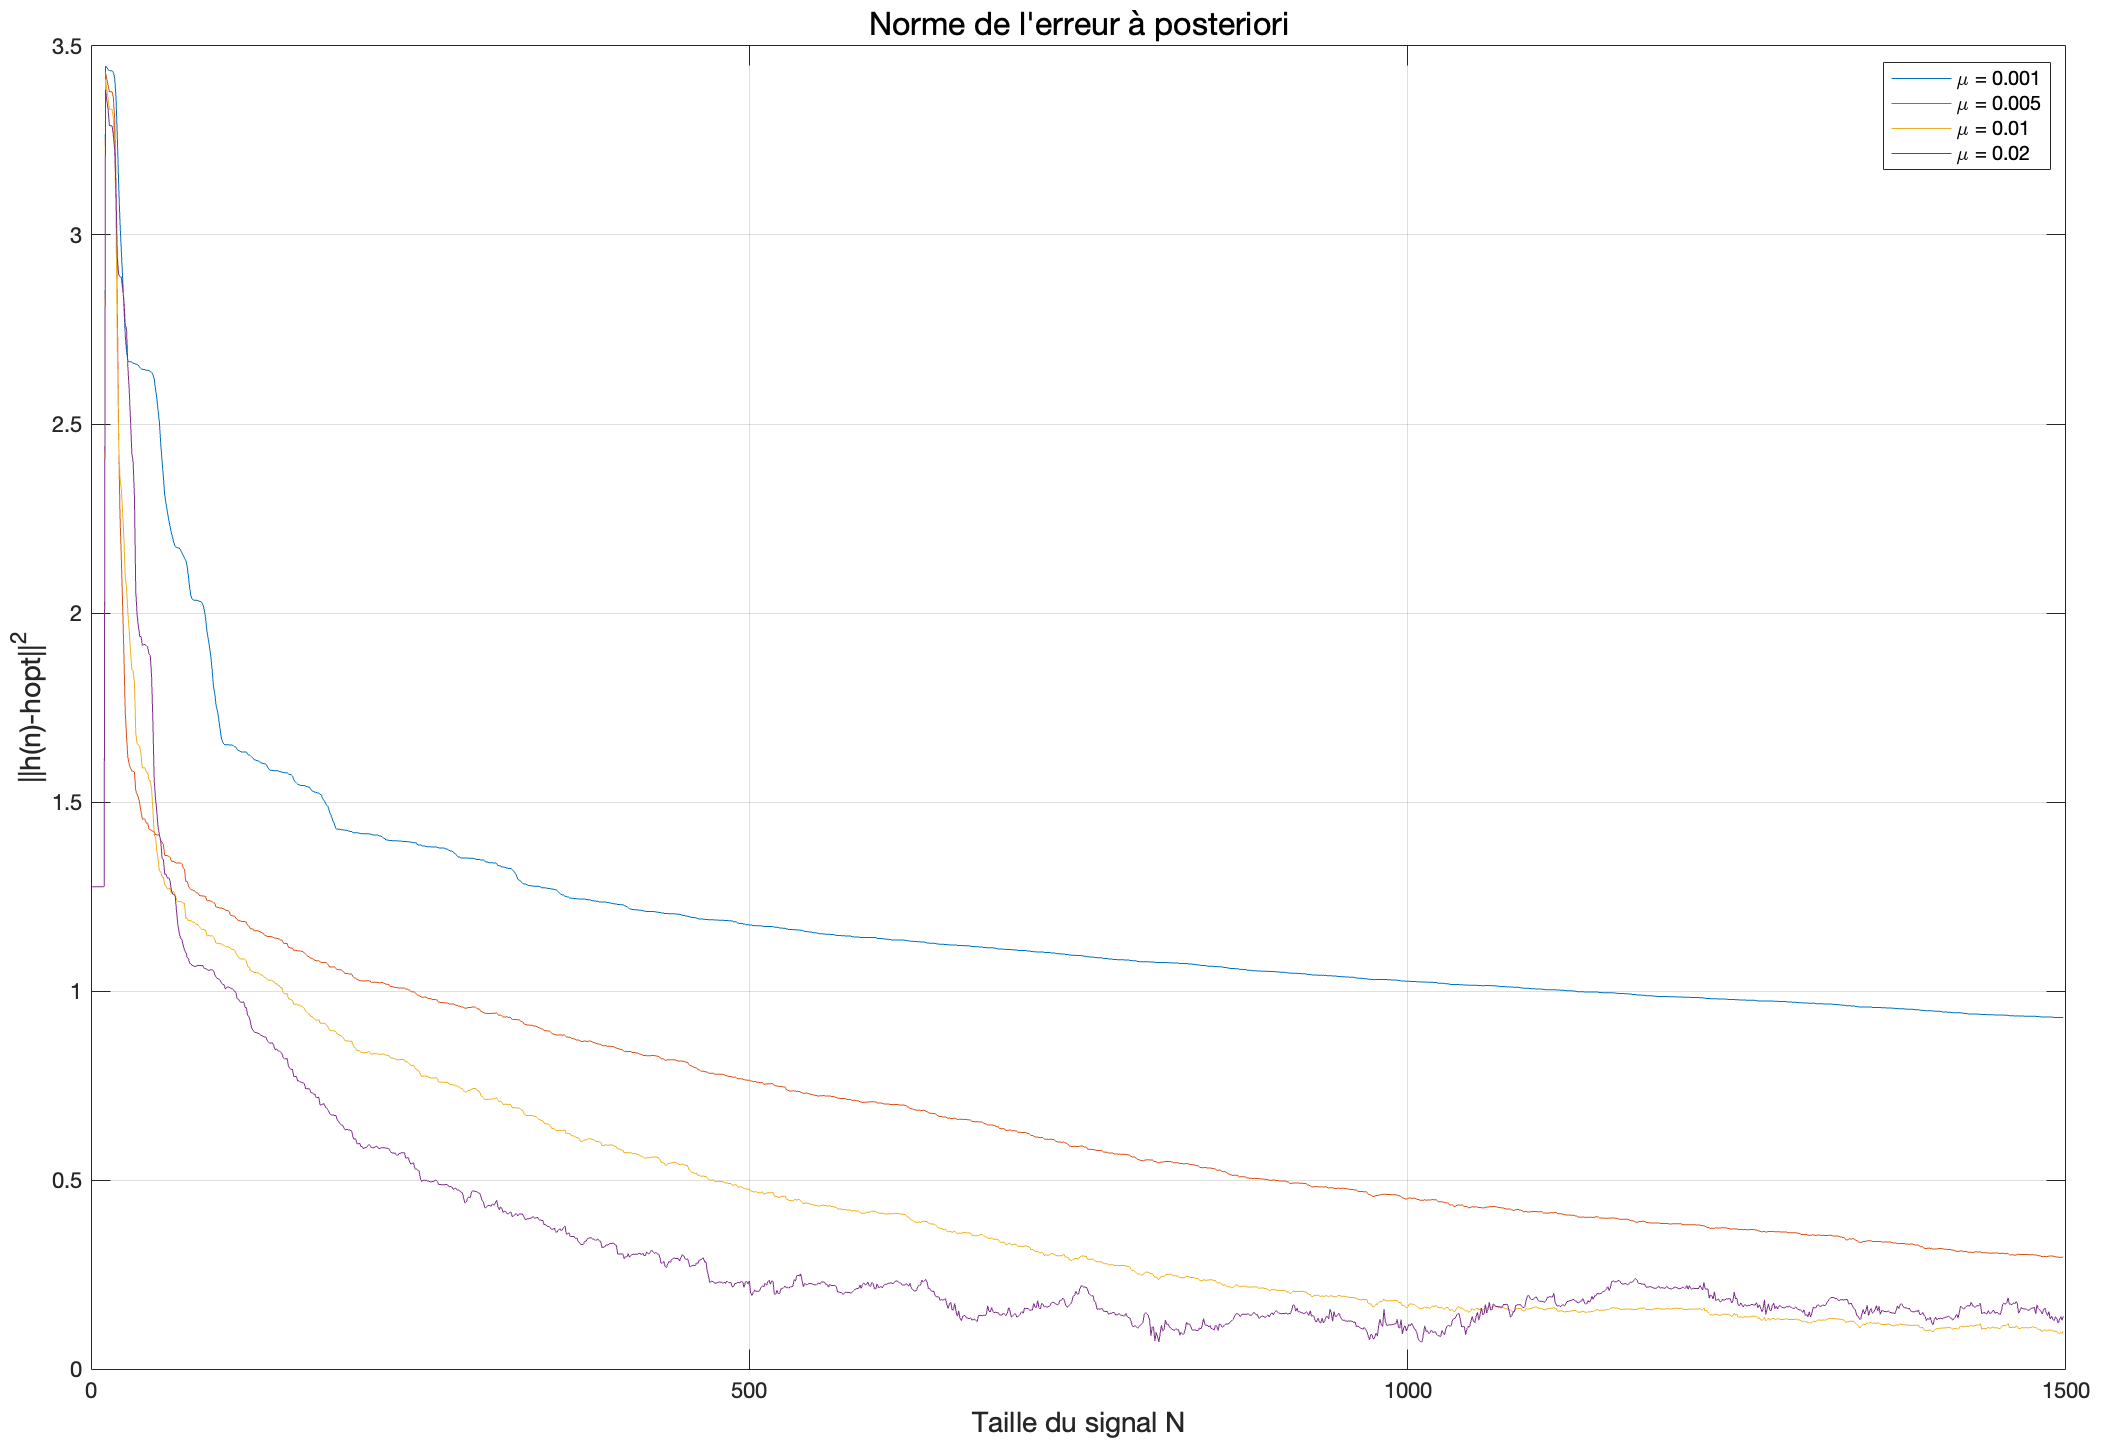 Norme de l'erreur à posteriori
μ = 0.001
μ = 0.005
μ = 0.01
μ = 0.02
3.5
3
2.5
2
1.5
1
0.5
0
||h(n)-hopt||²
0 500 1000 1500
Taille du signal N